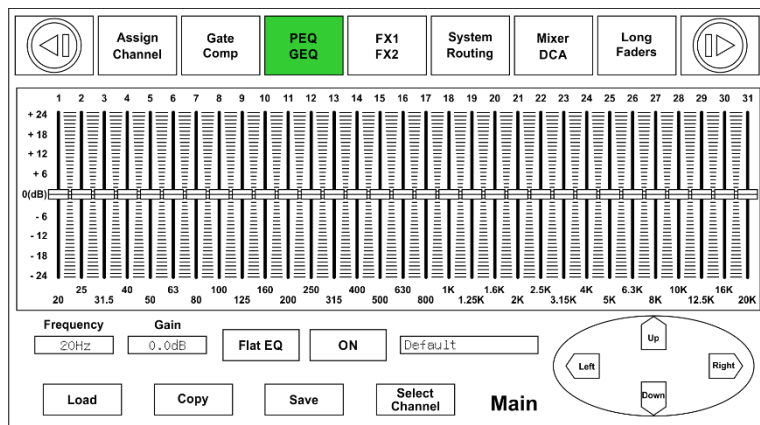 Assign Channel
Gate Comp
PEQ GEQ
FX1 FX2
System Routing
Mixer DCA
Long Faders
1 2 3 4 5 6 7 8 9 10 11 12 13 14 15 16 17 18 19 20 21 22 23 24 25 26 27 28 29 30 31
+ 24
+ 18
+ 12
+ 6
0(dB)
- 6
- 12
- 18
- 24
25 40 63 100 160 250 400 630 1K 1.6K 2.5K 4K 6.3K 10K 16K
20 31.5 50 80 125 200 315 500 800 1.25K 2K 3.15K 5K 8K 12.5K 20K
Frequency Gain
20Hz 0.0dB Flat EQ ON Default
Up
Left Right
Down
Load Copy Save Select Channel Main